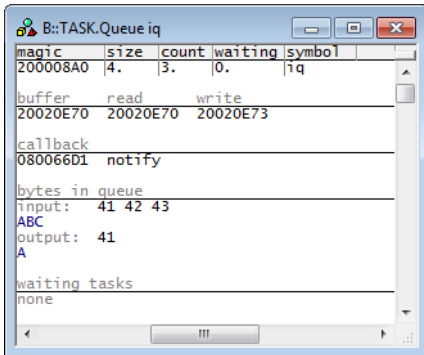 B::TASK.Queue iq
magic size count waiting symbol
200008A0 4. 3. 0. iq
buffer read write
20020E70 20020E70 20020E73
callback
080066D1 notify
bytes in queue
input: 41 42 43
ABC
output: 41
A
waiting tasks
none